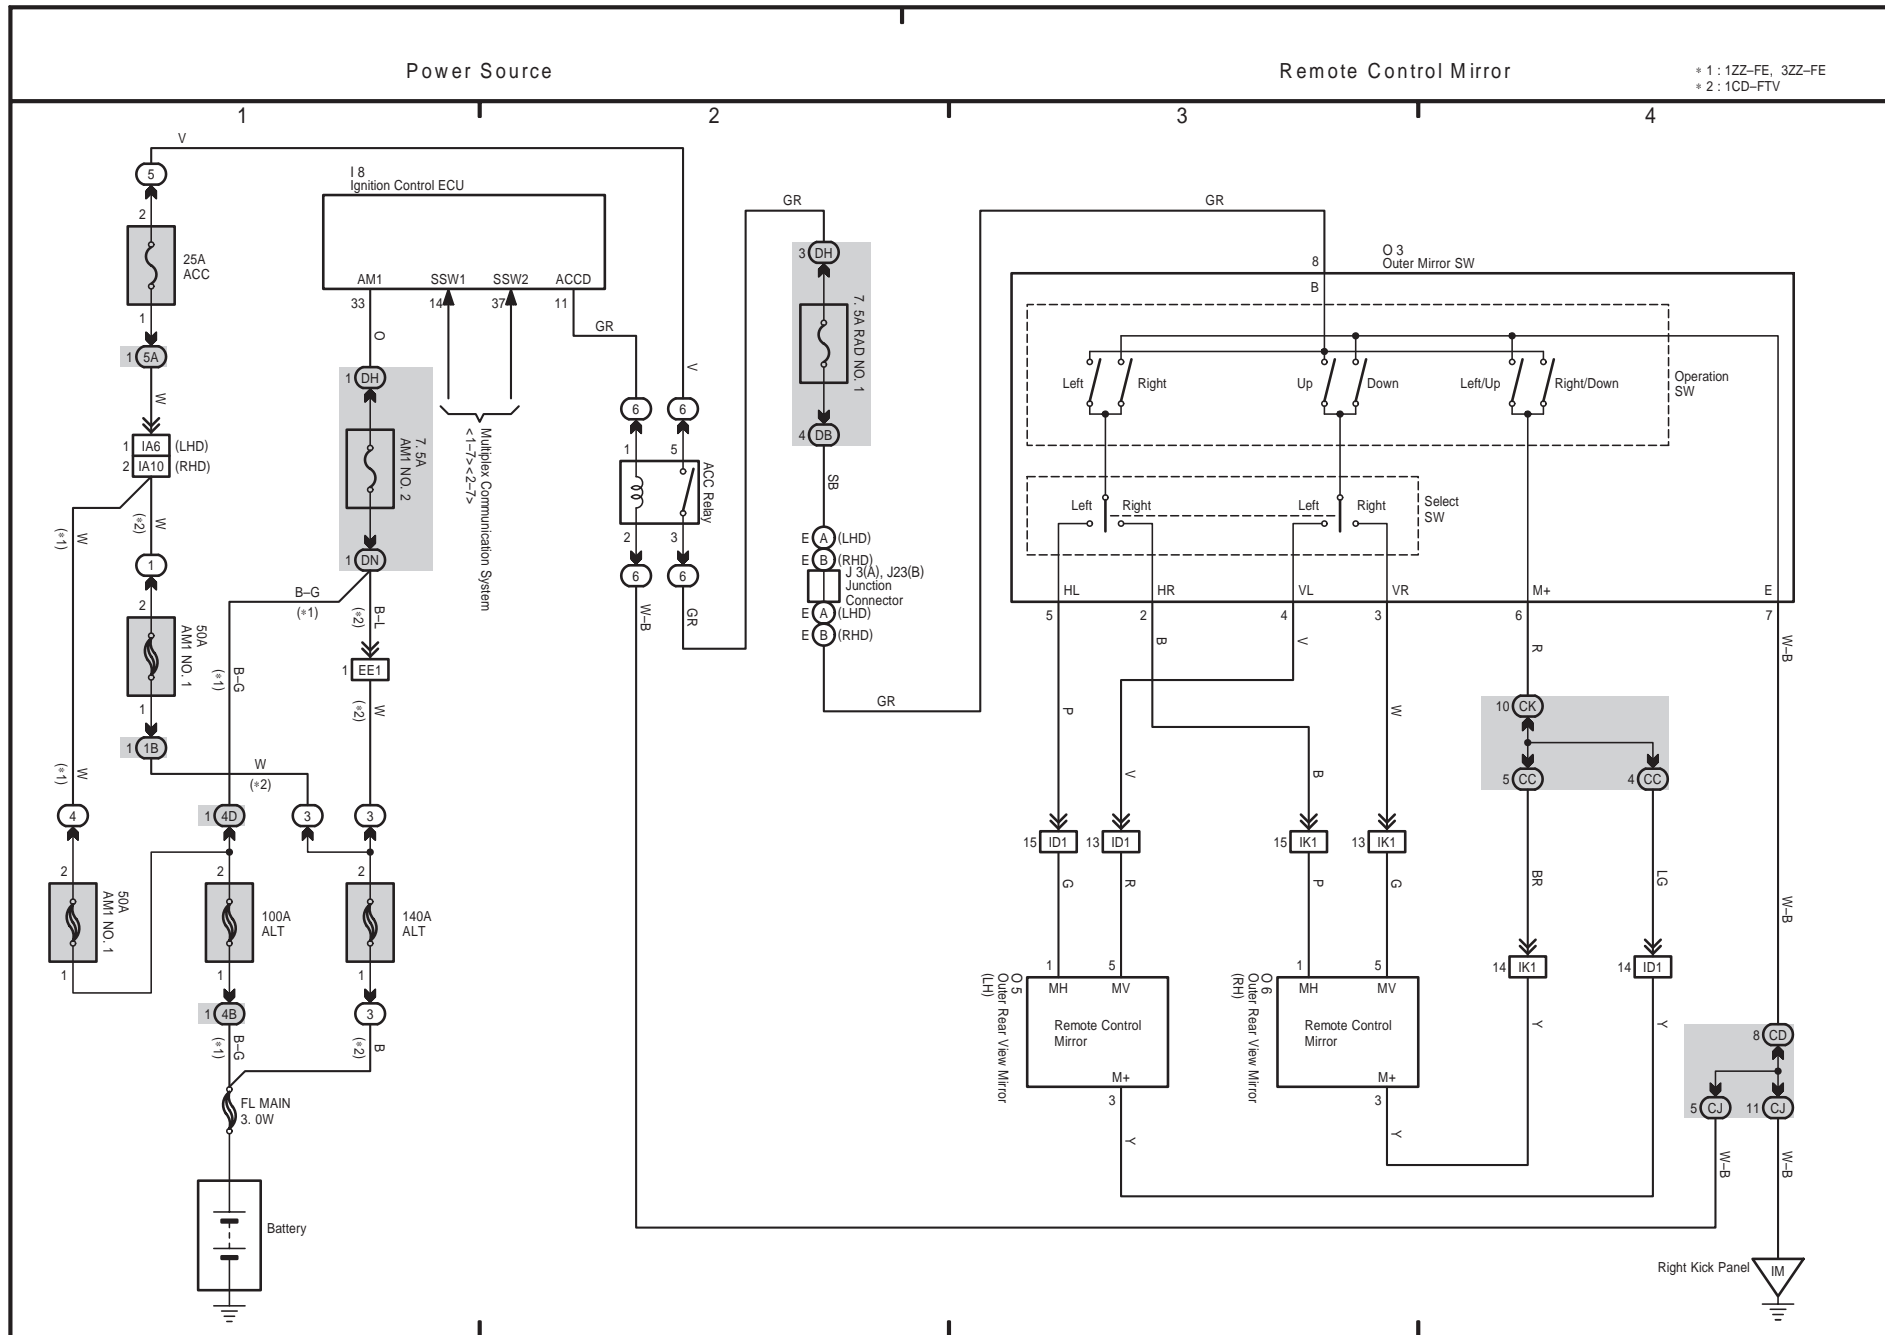 Power Source
Remote Control Mirror
* 1 : 1ZZ–FE, 3ZZ–FE
* 2 : 1CD–FTV
1
2
3
4
V
5
2
25A
ACC
1
1 5A
W
1 IA6 (LHD)
2 IA10 (RHD)
W
(*1)
W
(*2)
1
2
50A
AM1 NO. 1
1
1 1B
W
(*1)
W
(*2)
4
2
50A
AM1 NO. 1
1
I 8
Ignition Control ECU
AM1
SSW1
SSW2
ACCD
33
14
37
11
O
GR
1 DH
7. 5A
AM1 NO. 2
1 DN
Multiplex Communication System
<1–7><2–7>
B–G
(*1)
B–L
(*2)
B–G
(*1)
1 EE1
W
(*2)
1 4D
3
3
2
100A
ALT
1
2
140A
ALT
1
1 4B
3
B–G
(*1)
B
(*2)
FL MAIN
3. 0W
Battery
V
6
6
1
5
ACC Relay
2
3
6
6
W–B
GR
GR
3 DH
7. 5A RAD NO. 1
4 DB
SB
E A (LHD)
E B (RHD)
J 3(A), J23(B)
Junction
Connector
E A (LHD)
E B (RHD)
GR
GR
8
B
O 3
Outer Mirror SW
Left
Right
Up
Down
Left/Up
Right/Down
Operation
SW
Left
Right
Left
Right
Select
SW
HL
HR
VL
VR
M+
E
5
2
4
3
6
7
P
B
V
W
R
W–B
V
B
10 CK
5 CC
4 CC
15 ID1
13 ID1
15 IK1
13 IK1
G
R
P
G
BR
LG
W–B
14 IK1
14 ID1
Y
Y
1
5
MH
MV
Remote Control
Mirror
M+
3
O 5
Outer Rear View Mirror
(LH)
Y
1
5
MH
MV
Remote Control
Mirror
M+
3
O 6
Outer Rear View Mirror
(RH)
Y
8 CD
5 CJ
11 CJ
W–B
W–B
Right Kick Panel
IM